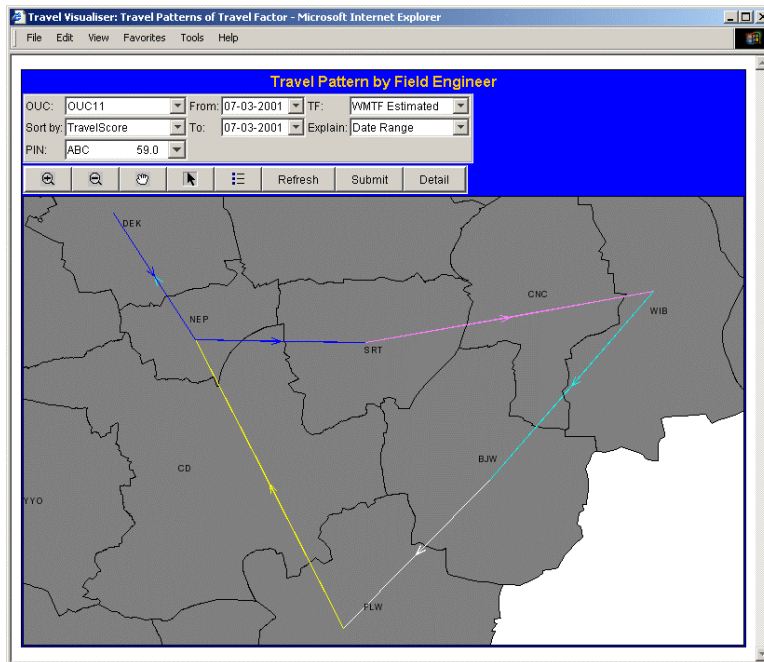 Travel Visualiser: Travel Patterns of Travel Factor - Microsoft Internet Explorer
File Edit View Favorites Tools Help
Travel Pattern by Field Engineer
OUC: OUC11 From: 07-03-2001 TF: WMTF Estimated
Sort by: TravelScore To: 07-03-2001 Explain: Date Range
PIN: ABC 59.0
Refresh Submit Detail
DEK
CNC
WIB
NEP
SRT
BJW
CD
YYO
FLW